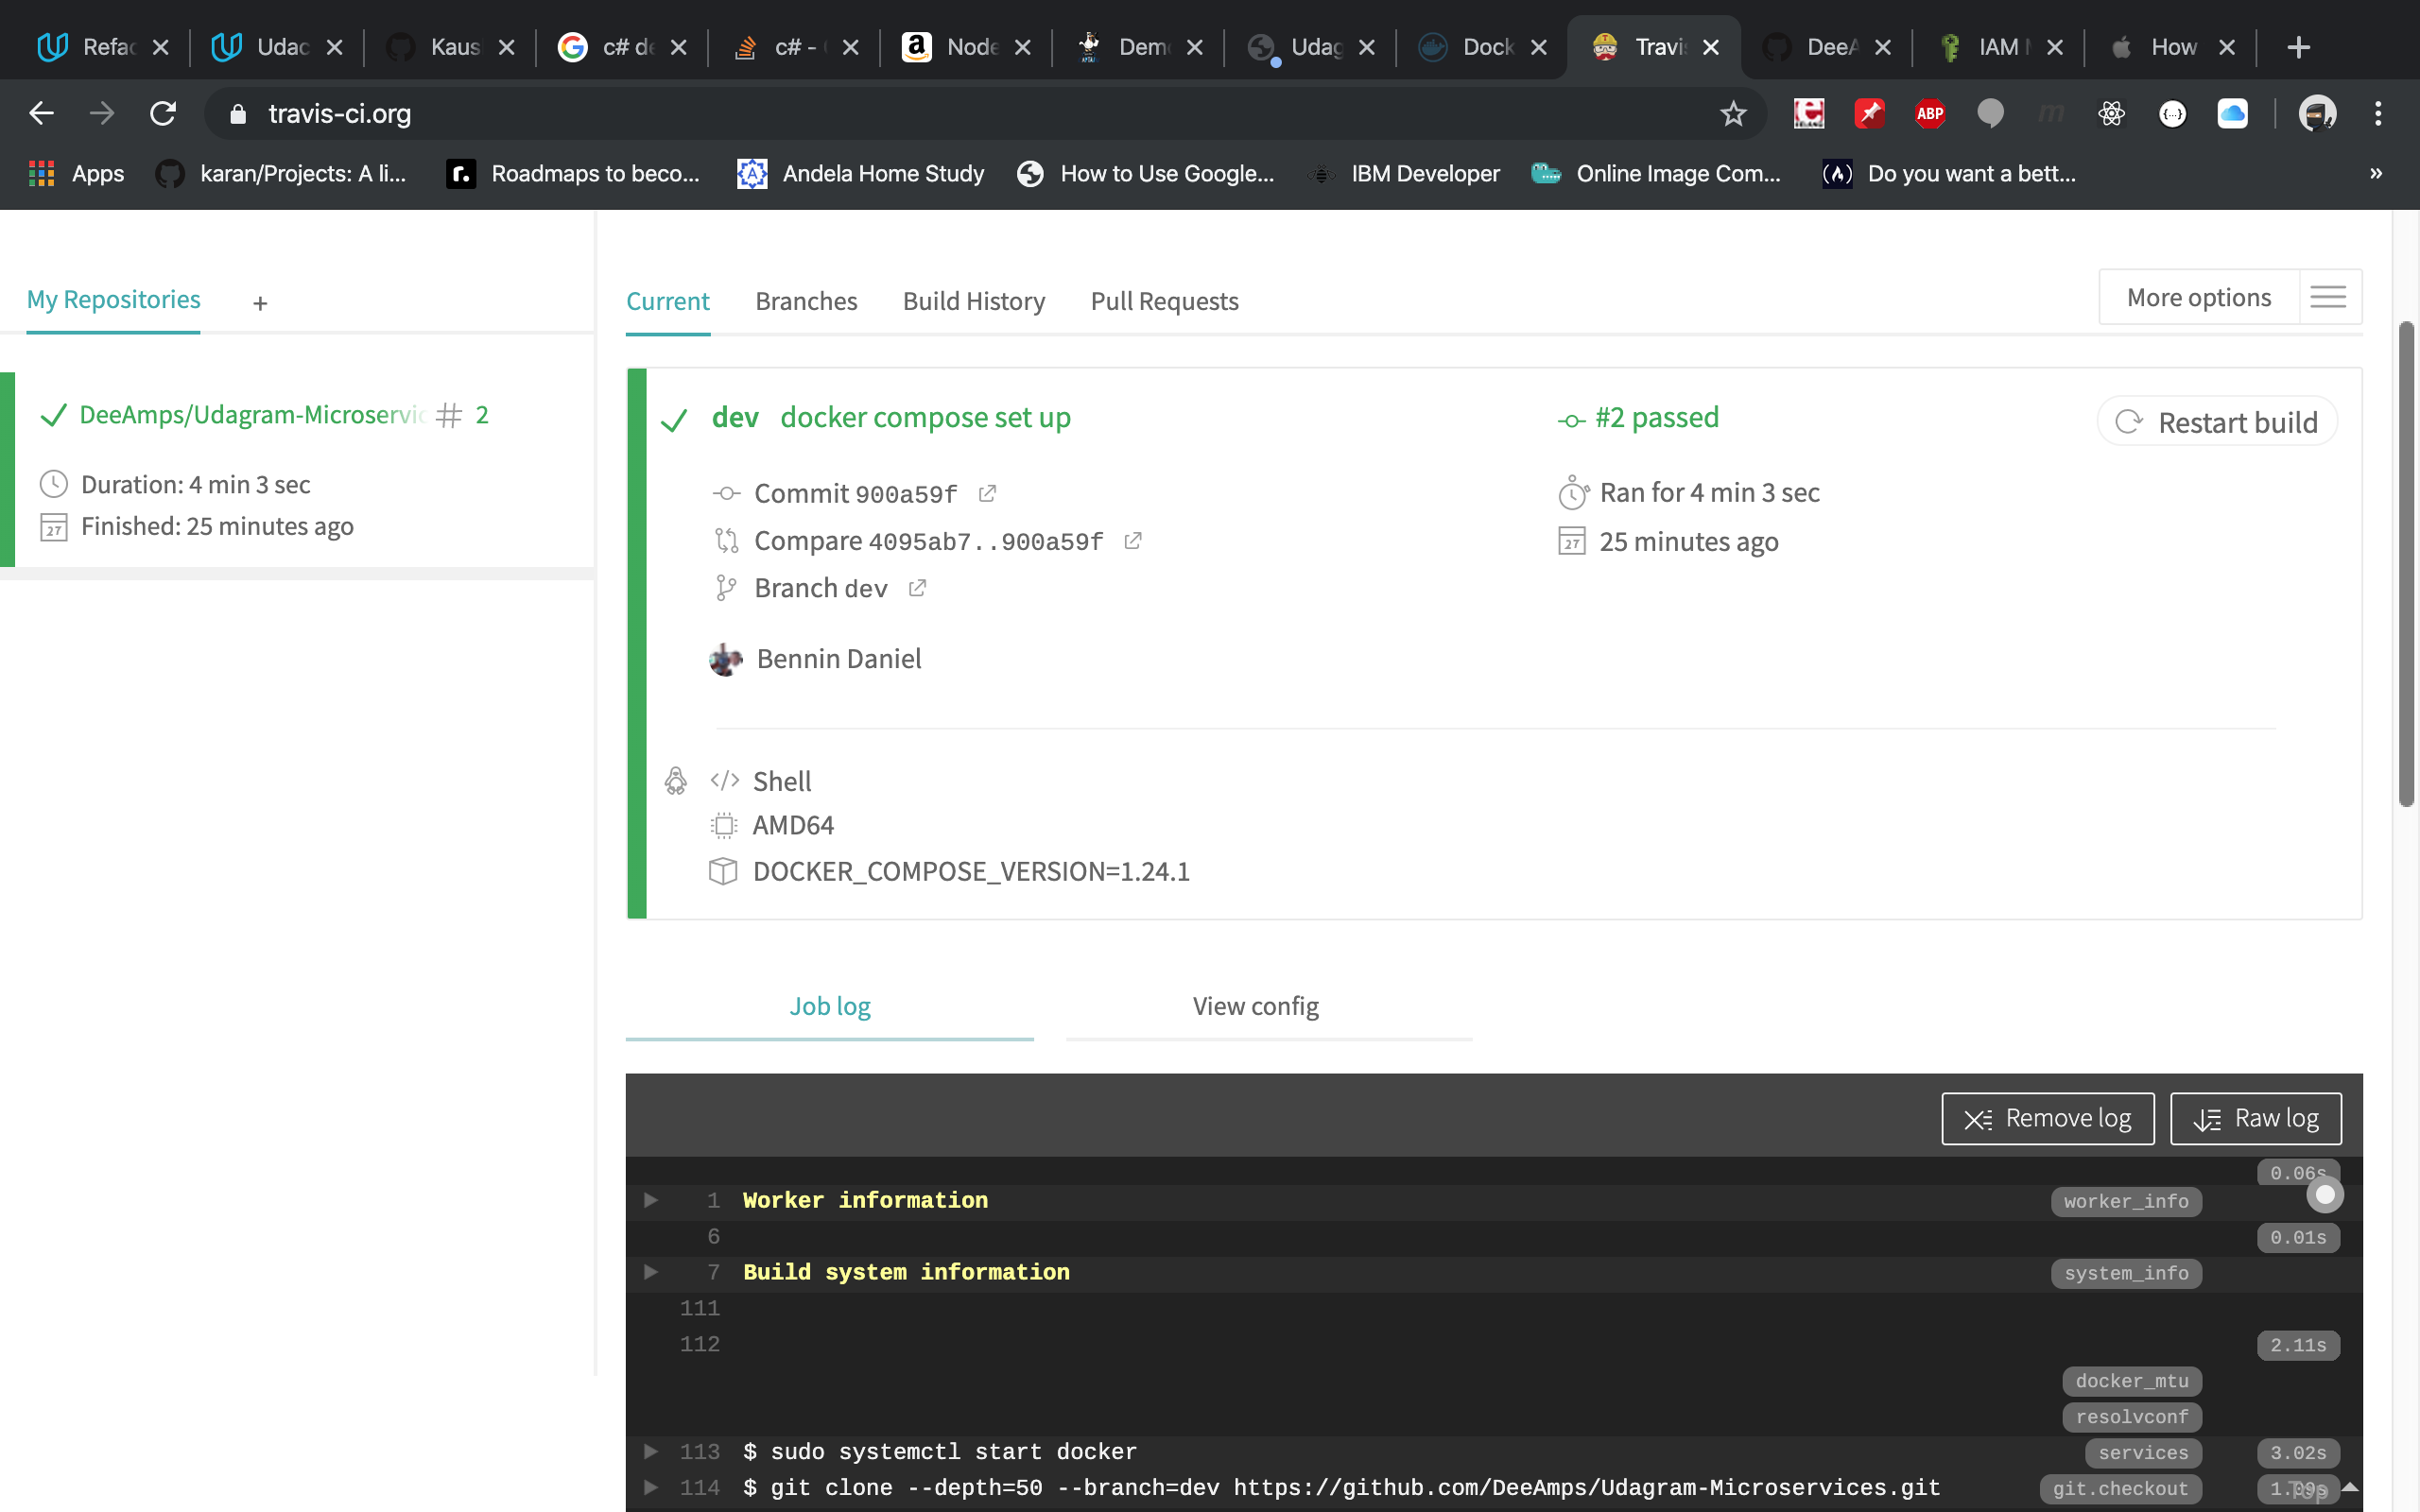 Refac
Udac
Kaus
c# de
c# -
Node
Demo
Udag
Dock
Travis
DeeA
IAM
How
travis-ci.org
ABP
Apps
karan/Projects: A li...
Roadmaps to beco...
Andela Home Study
How to Use Google...
IBM Developer
Online Image Com...
Do you want a bett...
»
My Repositories +
Current Branches Build History Pull Requests
More options
DeeAmps/Udagram-Microservic # 2
Duration: 4 min 3 sec
Finished: 25 minutes ago
dev docker compose set up
#2 passed
Restart build
Commit 900a59f
Ran for 4 min 3 sec
Compare 4095ab7..900a59f
25 minutes ago
Branch dev
Bennin Daniel
Shell
AMD64
DOCKER_COMPOSE_VERSION=1.24.1
Job log View config
Remove log Raw log
0.06s
1 Worker information worker_info
6 0.01s
7 Build system information system_info
111
112 2.11s
docker_mtu
resolvconf
113 $ sudo systemctl start docker services 3.02s
114 $ git clone --depth=50 --branch=dev https://github.com/DeeAmps/Udagram-Microservices.git git.checkout 1.09s
Top